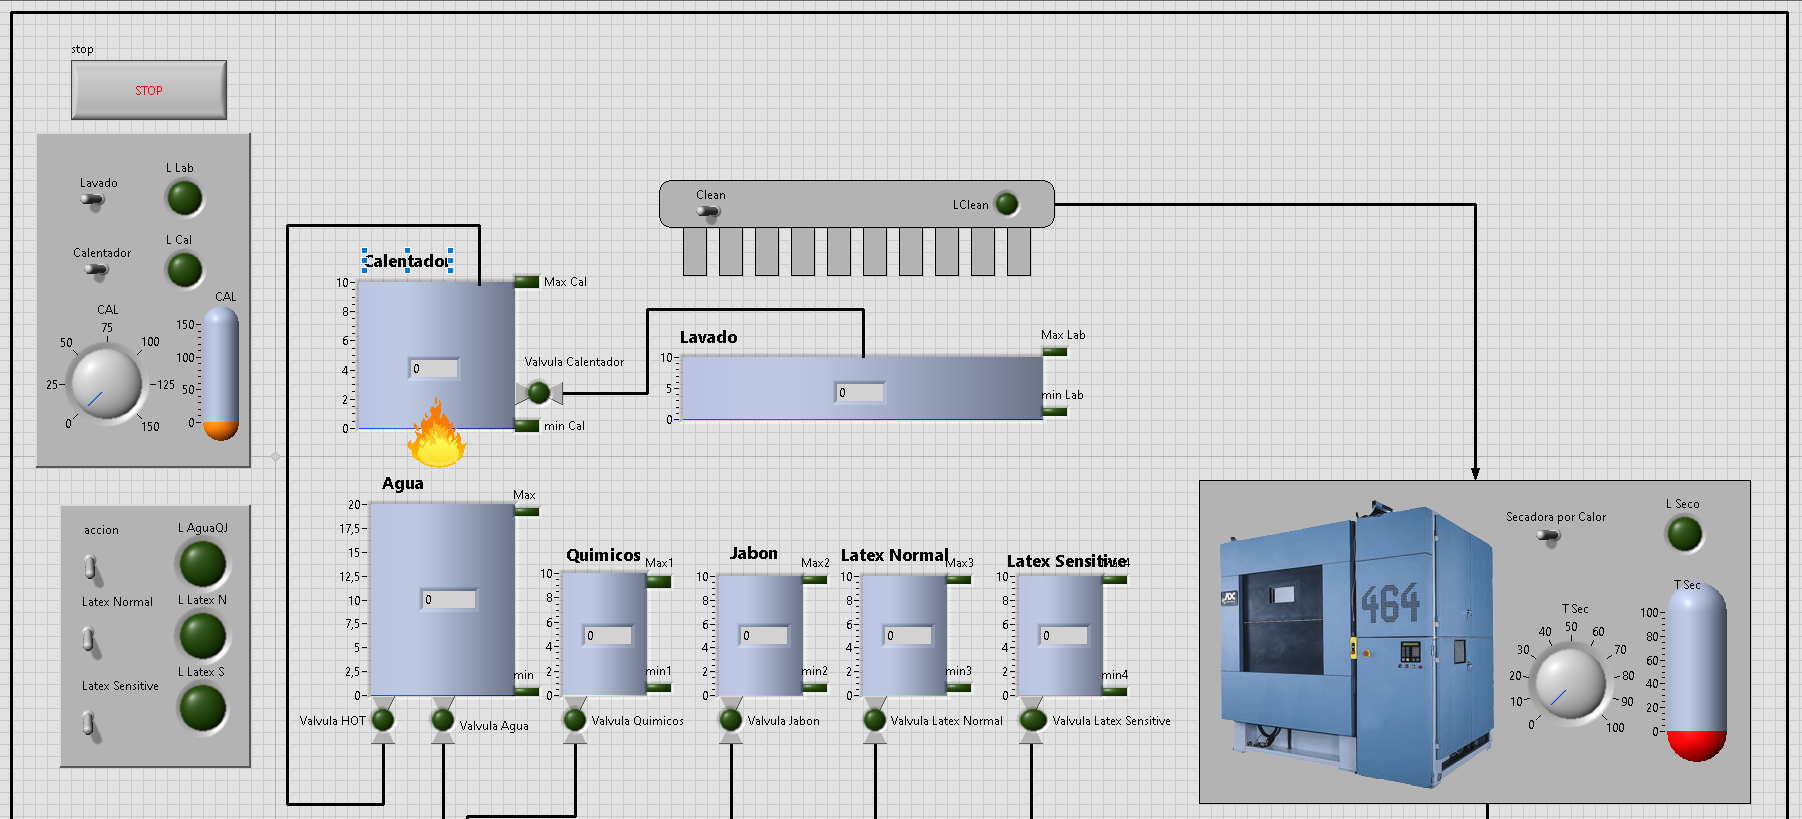 stop
STOP
Lavado
L Lab
Calentador
L Cal
CAL
75
50
100
25
125
0
150
CAL
150
100
50
0
accion
L AguaQJ
Latex Normal
L Latex N
Latex Sensitive
L Latex S
Calentador
10
8
6
4
2
0
0
Max Cal
Valvula Calentador
min Cal
Clean
LClean
Lavado
10
5
0
0
Max Lab
min Lab
Agua
20
17,5
15
12,5
10
7,5
5
2,5
0
0
Max
min
Valvula HOT
Valvula Agua
Quimicos
10
8
6
4
2
0
0
Max1
min1
Valvula Quimicos
Jabon
10
8
6
4
2
0
0
Max2
min2
Valvula Jabon
Latex Normal
10
8
6
4
2
0
0
Max3
min3
Valvula Latex Normal
Latex Sensitive
10
8
6
4
2
0
0
min4
Valvula Latex Sensitive
464
Secadora por Calor
L Seco
T Sec
50
40
60
30
70
20
80
10
90
0
100
T Sec
100
80
60
40
20
0